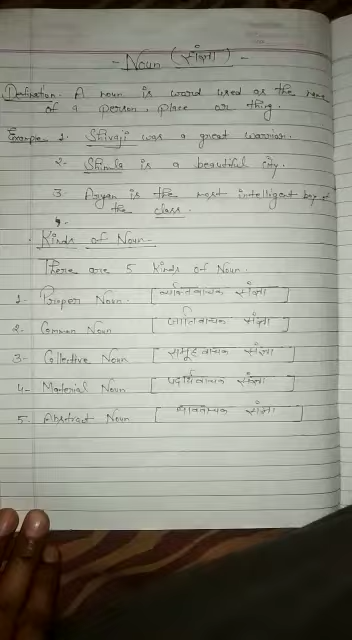 - Noun (संज्ञा) -
Definition - A noun is word used as the name
of a person, place or thing.
Example 1. Shivaji was a great warrior.
2- Shimla is a beautiful city.
3- Aryan is the most intelligent boy of
the class.
4-
Kinds of Noun -
There are 5 Kinds of Noun.
1- Proper Noun. [व्यक्तिवाचक संज्ञा]
2- Common Noun [जातिवाचक संज्ञा]
3- Collective Noun [समूहवाचक संज्ञा]
4- Material Noun [पदार्थवाचक संज्ञा]
5. Abstract Noun [भाववाचक संज्ञा]